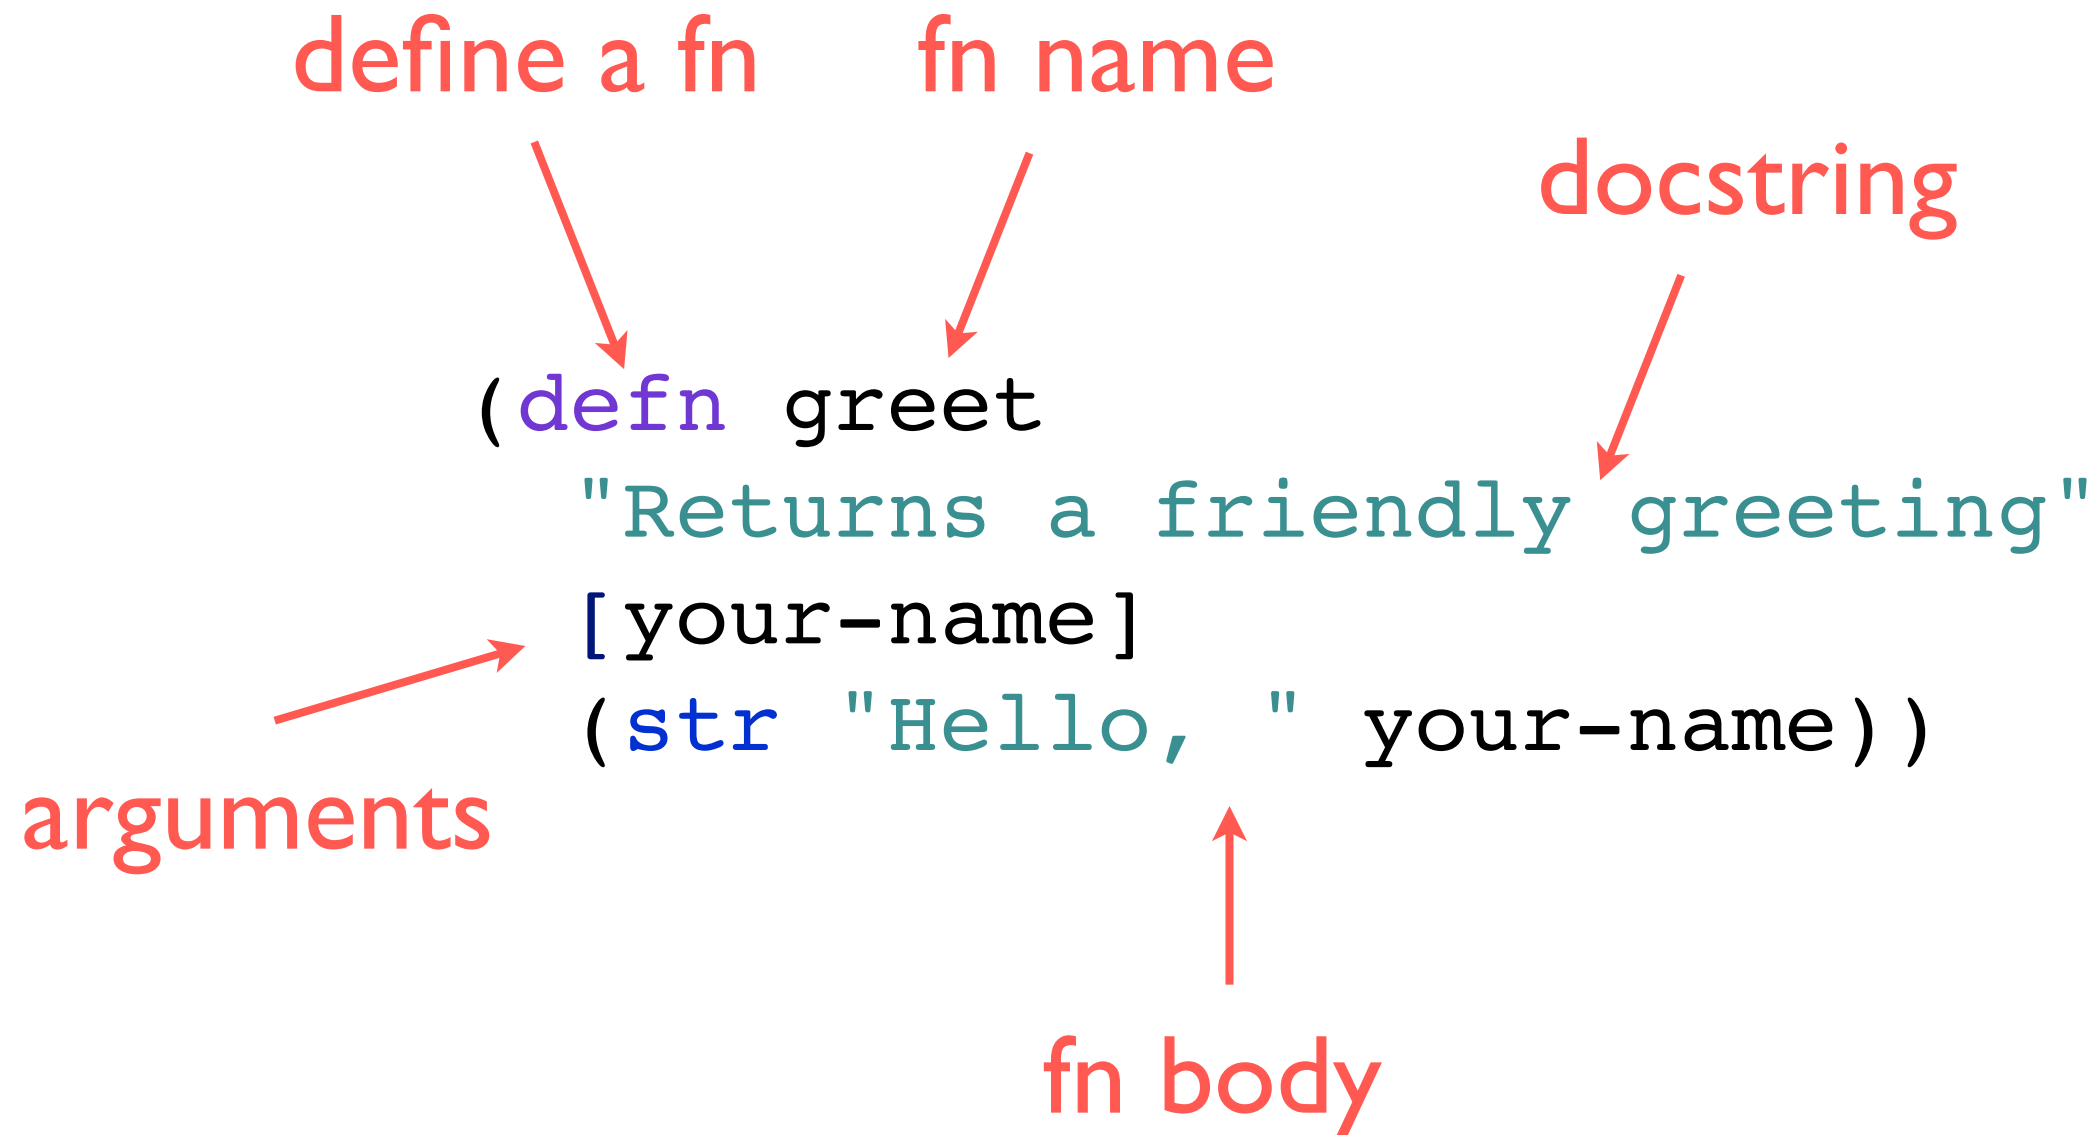 define a fn
fn name
docstring
(defn greet
"Returns a friendly greeting"
[your-name]
(str "Hello, " your-name))
arguments
fn body